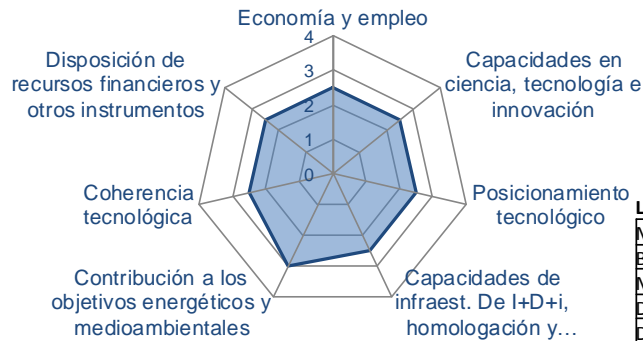 Economía y empleo
4
3
2
1
0
Capacidades en
ciencia, tecnología e
innovación
Posicionamiento
tecnológico
Capacidades de
infraest. De I+D+i,
homologación y…
Contribución a los
objetivos energéticos y
medioambientales
Coherencia
tecnológica
Disposición de
recursos financieros y
otros instrumentos